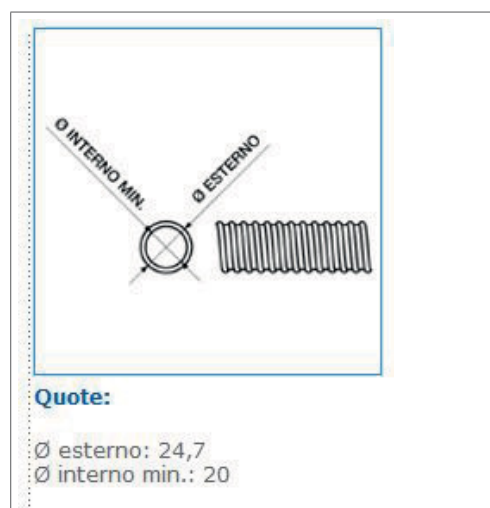 Ø INTERNO MIN.
Ø ESTERNO
Quote:
Ø esterno: 24,7
Ø interno min.: 20